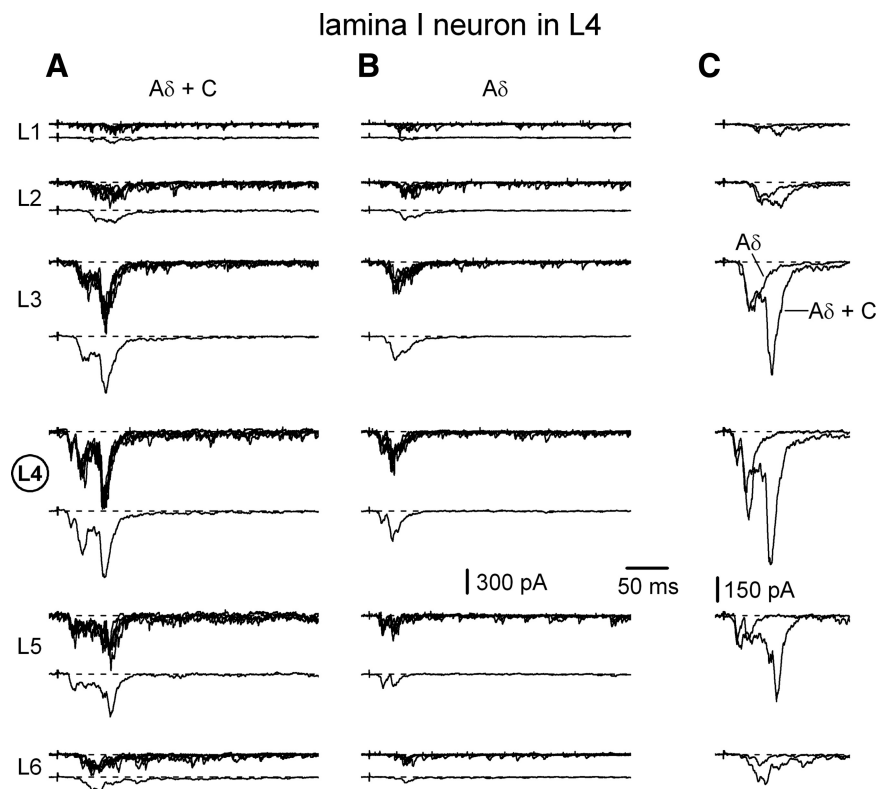 lamina I neuron in L4
A
B
C
Aδ + C
Aδ
L1
L2
L3
Aδ
Aδ + C
L4
300 pA
50 ms
150 pA
L5
L6